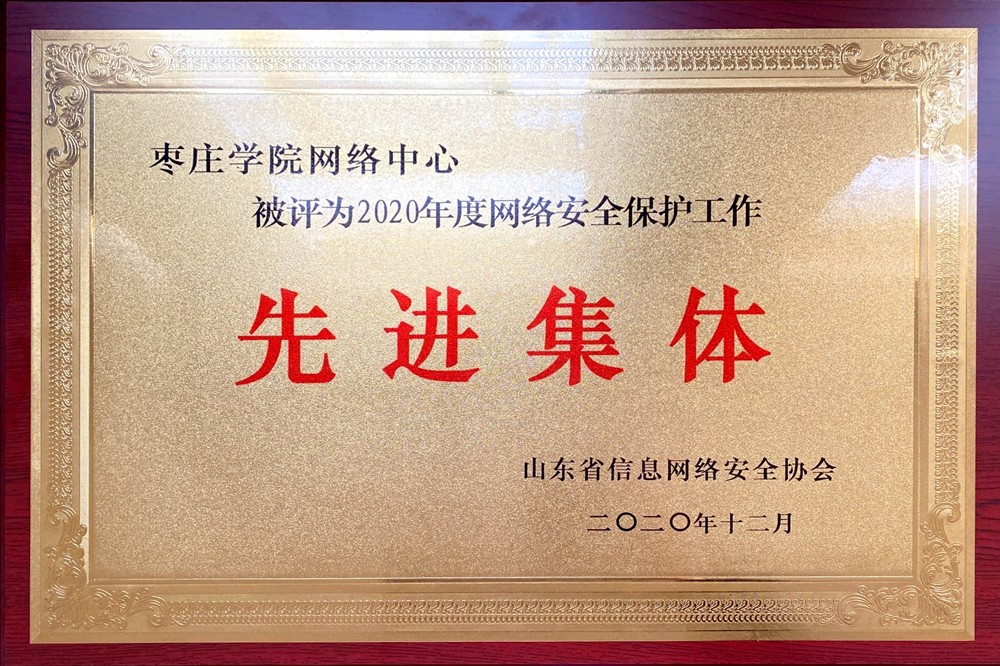 枣庄学院网络中心
被评为2020年度网络安全保护工作
先进集体
山东省信息网络安全协会
二〇二〇年十二月